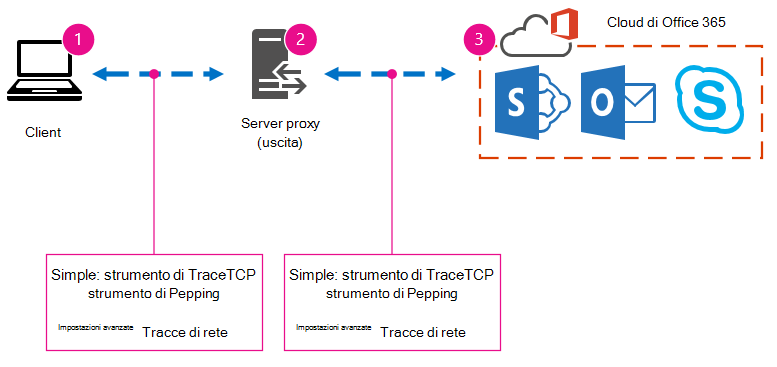 1
2
3
Cloud di Office 365
S
O
S
Client
Server proxy
(uscita)
Simple: strumento di TraceTCP
strumento di Pepping
Impostazioni avanzate Tracce di rete
Simple: strumento di TraceTCP
strumento di Pepping
Impostazioni avanzate Tracce di rete